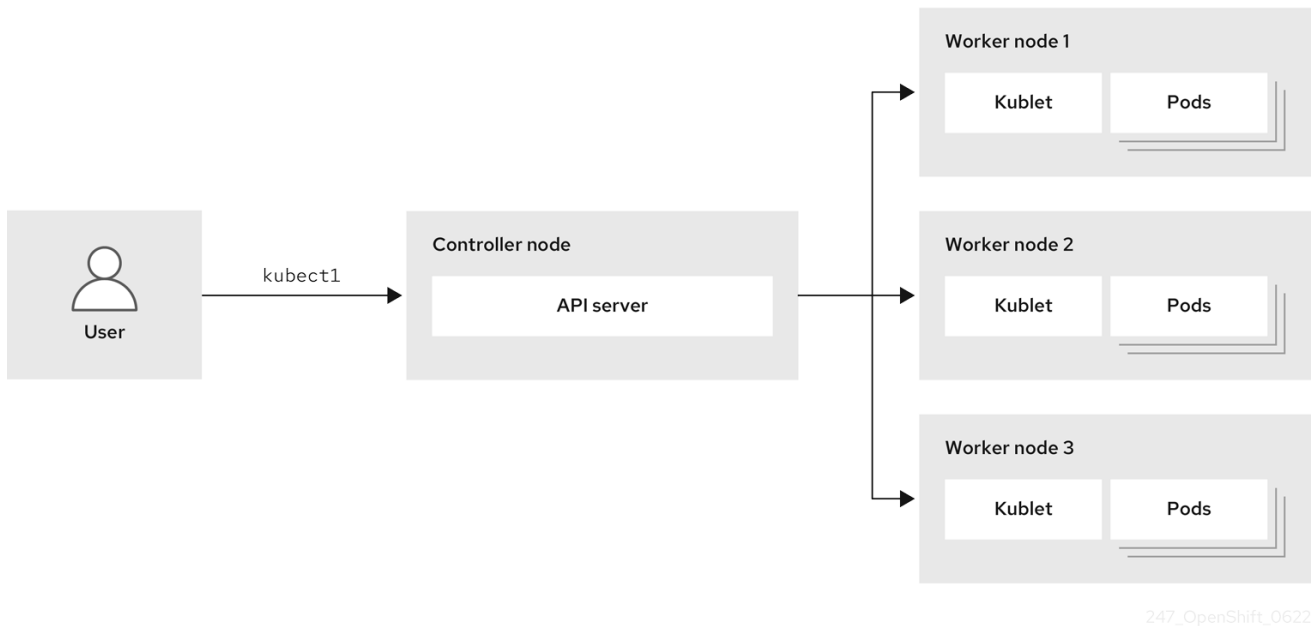 User
kubect1
Controller node
API server
Worker node 1
Kublet
Pods
Worker node 2
Kublet
Pods
Worker node 3
Kublet
Pods
247_OpenShift_0622